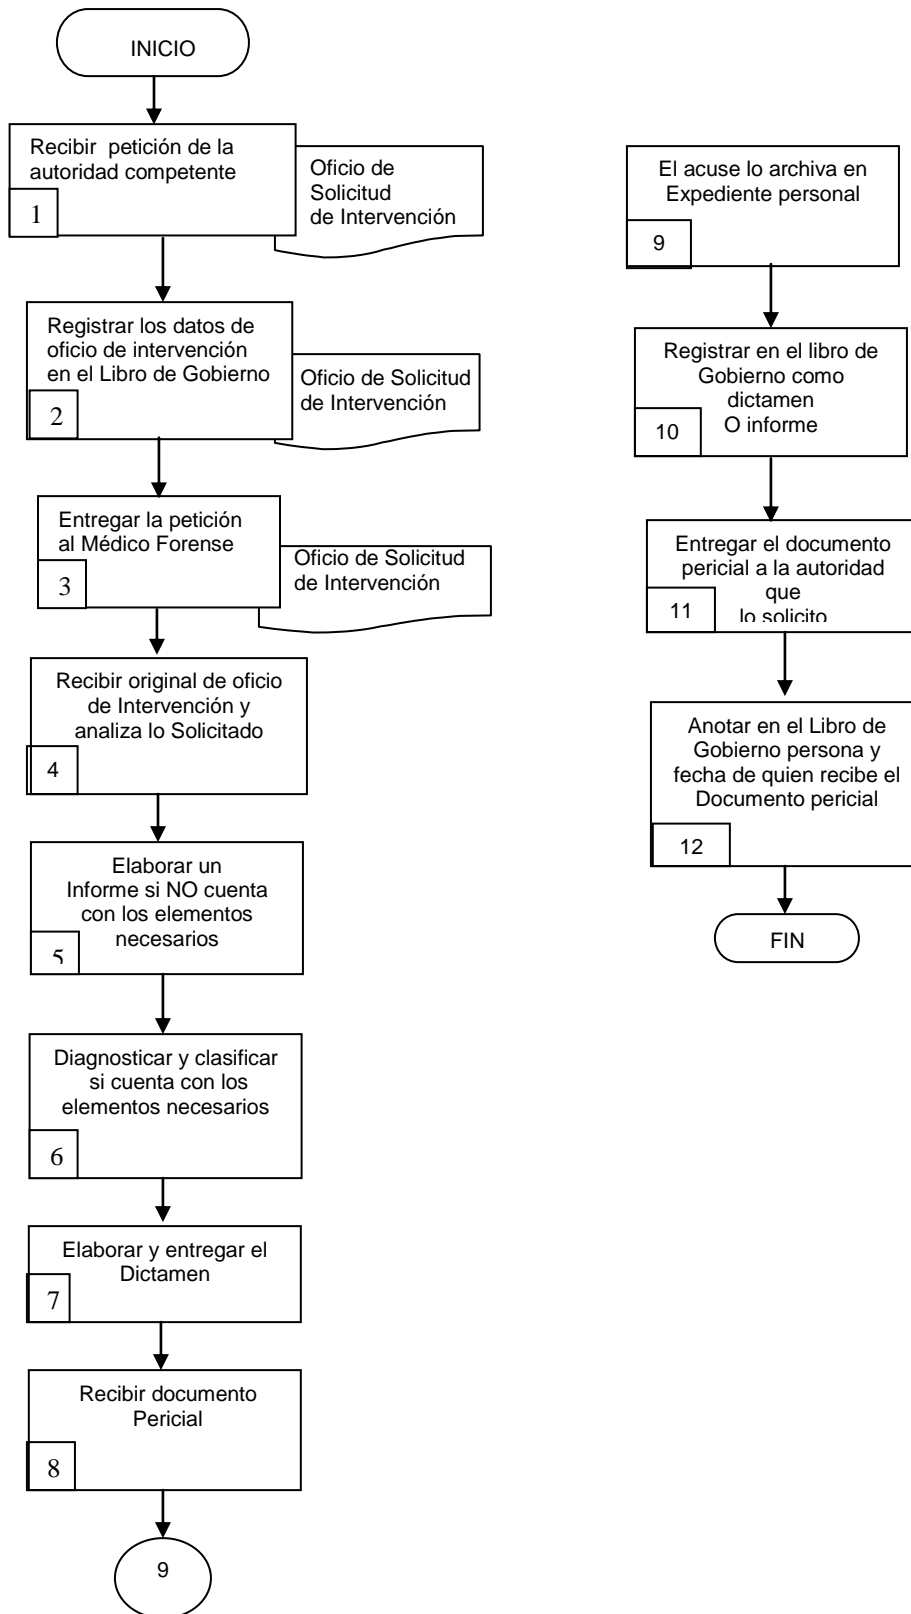 INICIO
Recibir petición de la
autoridad competente
1
Oficio de
Solicitud
de Intervención
Registrar los datos de
oficio de intervención
en el Libro de Gobierno
2
Oficio de Solicitud
de Intervención
Entregar la petición
al Médico Forense
3
Oficio de Solicitud
de Intervención
Recibir original de oficio
de Intervención y
analiza lo Solicitado
4
Elaborar un
Informe si NO cuenta
con los elementos
necesarios
5
Diagnosticar y clasificar
si cuenta con los
elementos necesarios
6
Elaborar y entregar el
Dictamen
7
Recibir documento
Pericial
8
9
El acuse lo archiva en
Expediente personal
9
Registrar en el libro de
Gobierno como
dictamen
O informe
10
Entregar el documento
pericial a la autoridad
que
lo solicito
11
Anotar en el Libro de
Gobierno persona y
fecha de quien recibe el
Documento pericial
12
FIN